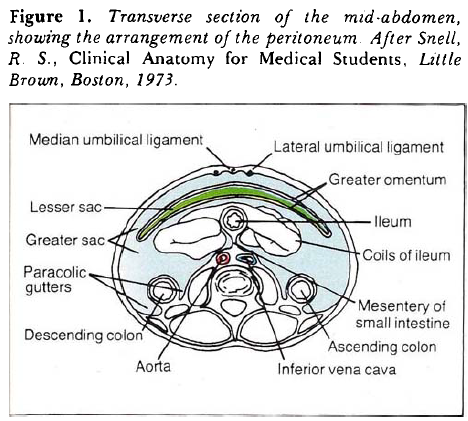 Figure 1. Transverse section of the mid-abdomen,
showing the arrangement of the peritoneum. After Snell,
R. S., Clinical Anatomy for Medical Students, Little
Brown, Boston, 1973.
Median umbilical ligament
Lateral umbilical ligament
Greater omentum
Lesser sac
Ileum
Greater sac
Coils of ileum
Paracolic
gutters
Mesentery of
small intestine
Descending colon
Ascending colon
Aorta
Inferior vena cava